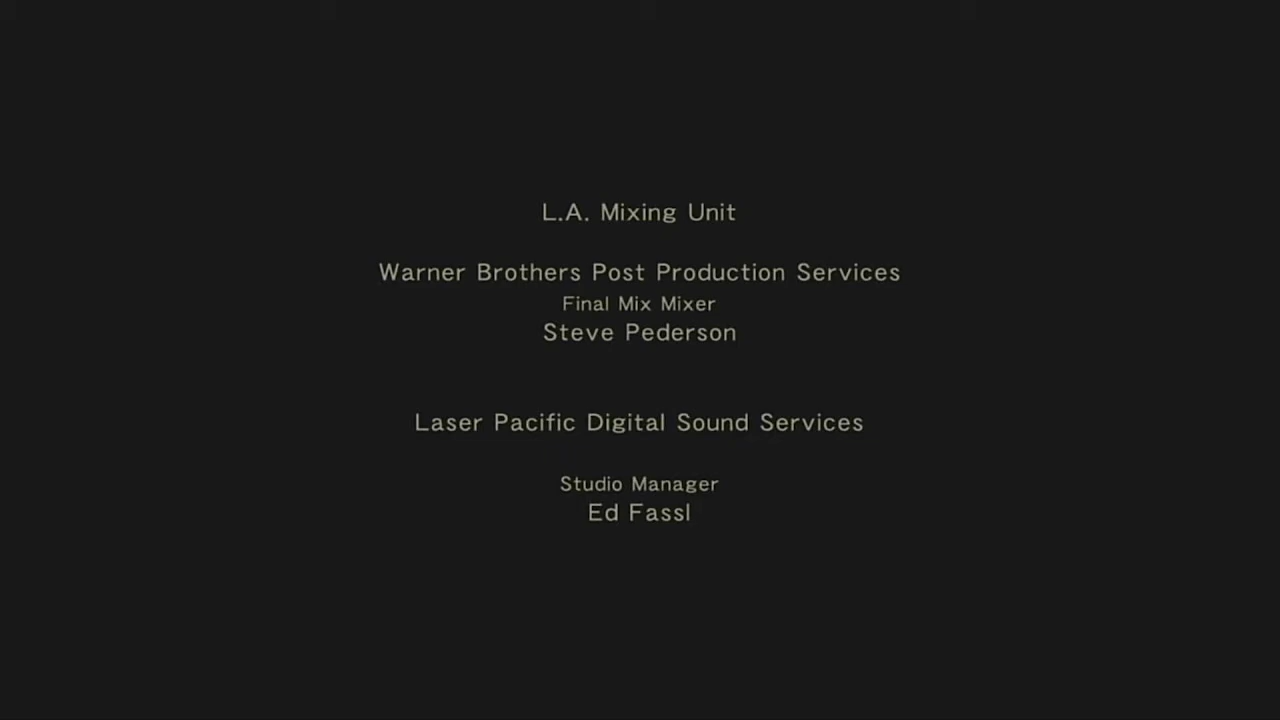 L.A. Mixing Unit
Warner Brothers Post Production Services
Final Mix Mixer
Steve Pederson
Laser Pacific Digital Sound Services
Studio Manager
Ed Fassl